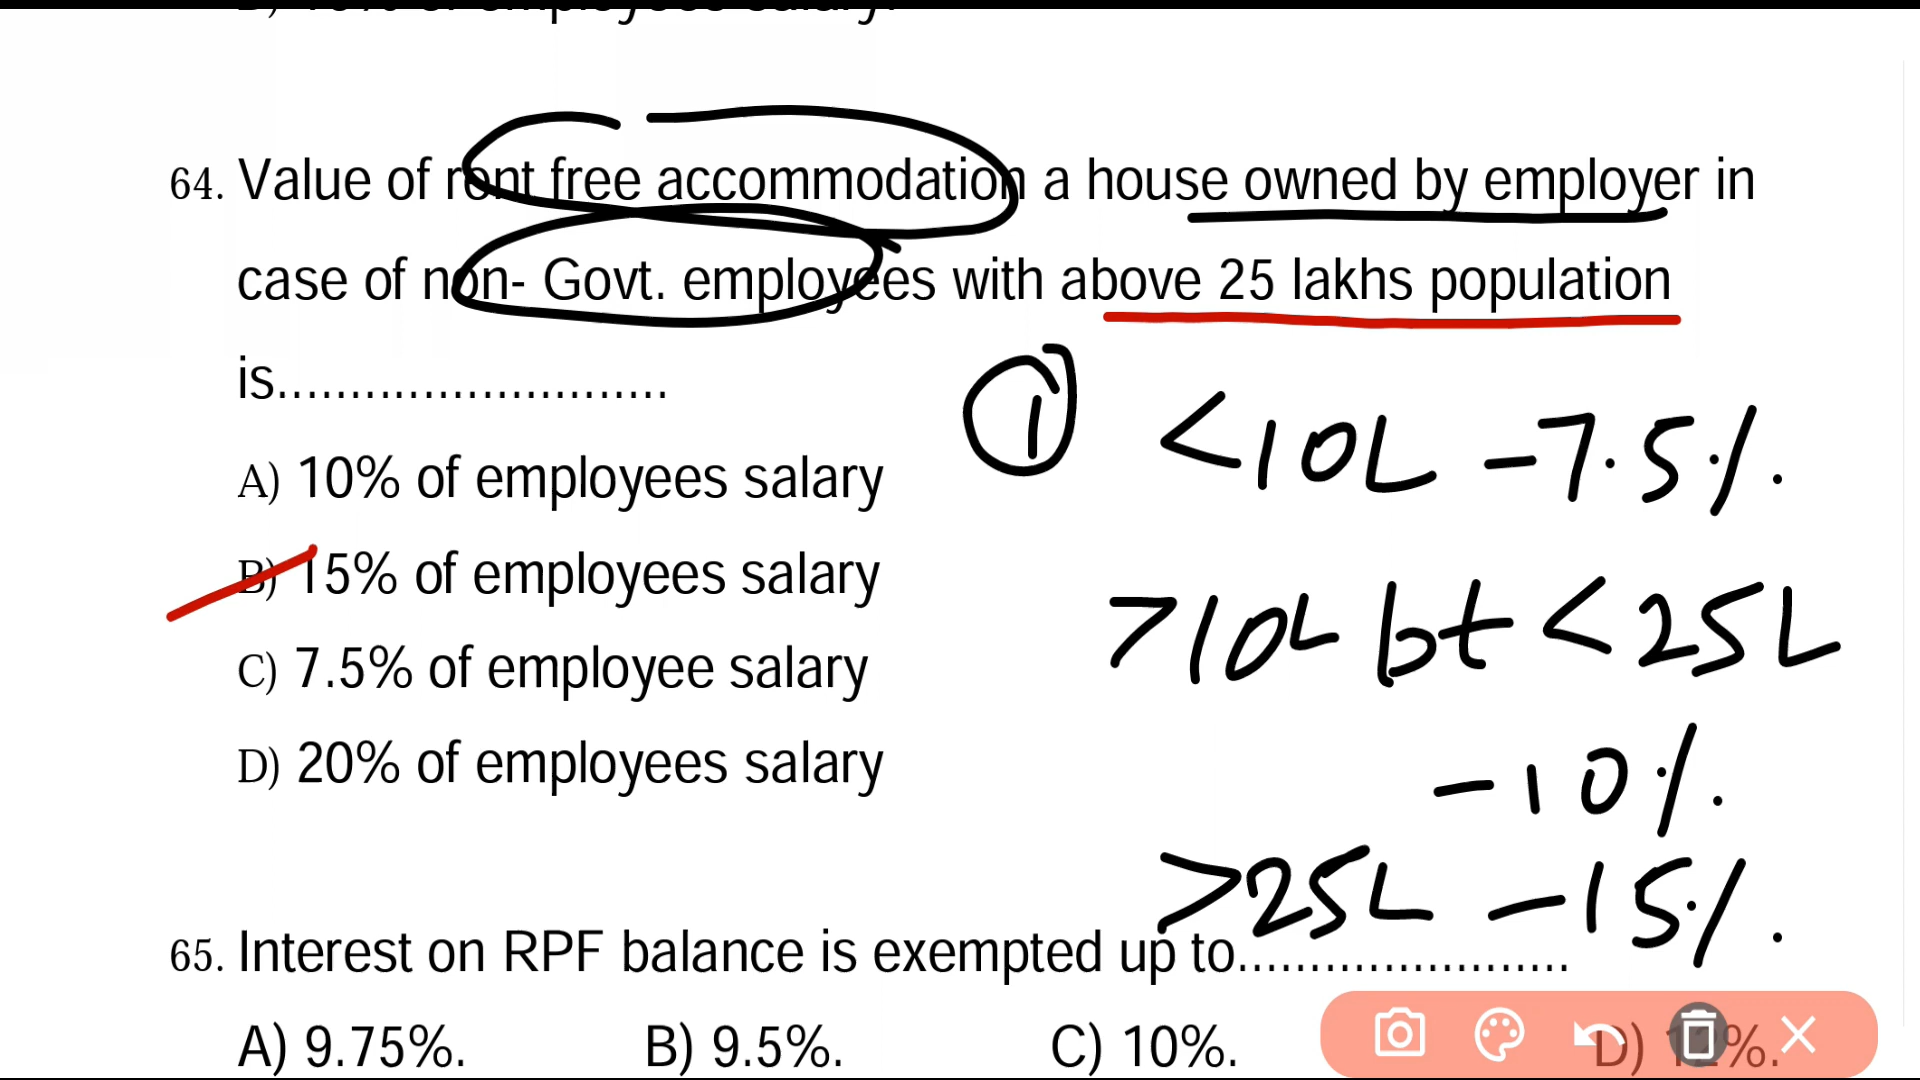 64. Value of rent free accommodation a house owned by employer in
case of non- Govt. employees with above 25 lakhs population
is...........................
① <10L -7.5%.
A) 10% of employees salary
B) 15% of employees salary
>10L bt <25L
C) 7.5% of employee salary
D) 20% of employees salary
-10%.
>25L -15%.
65. Interest on RPF balance is exempted up to.......................
A) 9.75%. B) 9.5%. C) 10%. D) 12%.